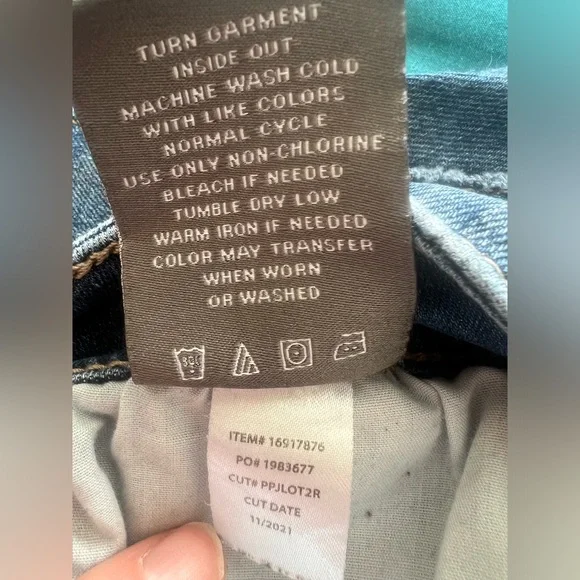 TURN GARMENT
INSIDE OUT
MACHINE WASH COLD
WITH LIKE COLORS
NORMAL CYCLE
USE ONLY NON-CHLORINE
BLEACH IF NEEDED
TUMBLE DRY LOW
WARM IRON IF NEEDED
COLOR MAY TRANSFER
WHEN WORN
OR WASHED
30C
ITEM# 16917876
PO# 1983677
CUT# PPJLOT2R
CUT DATE
11/2021